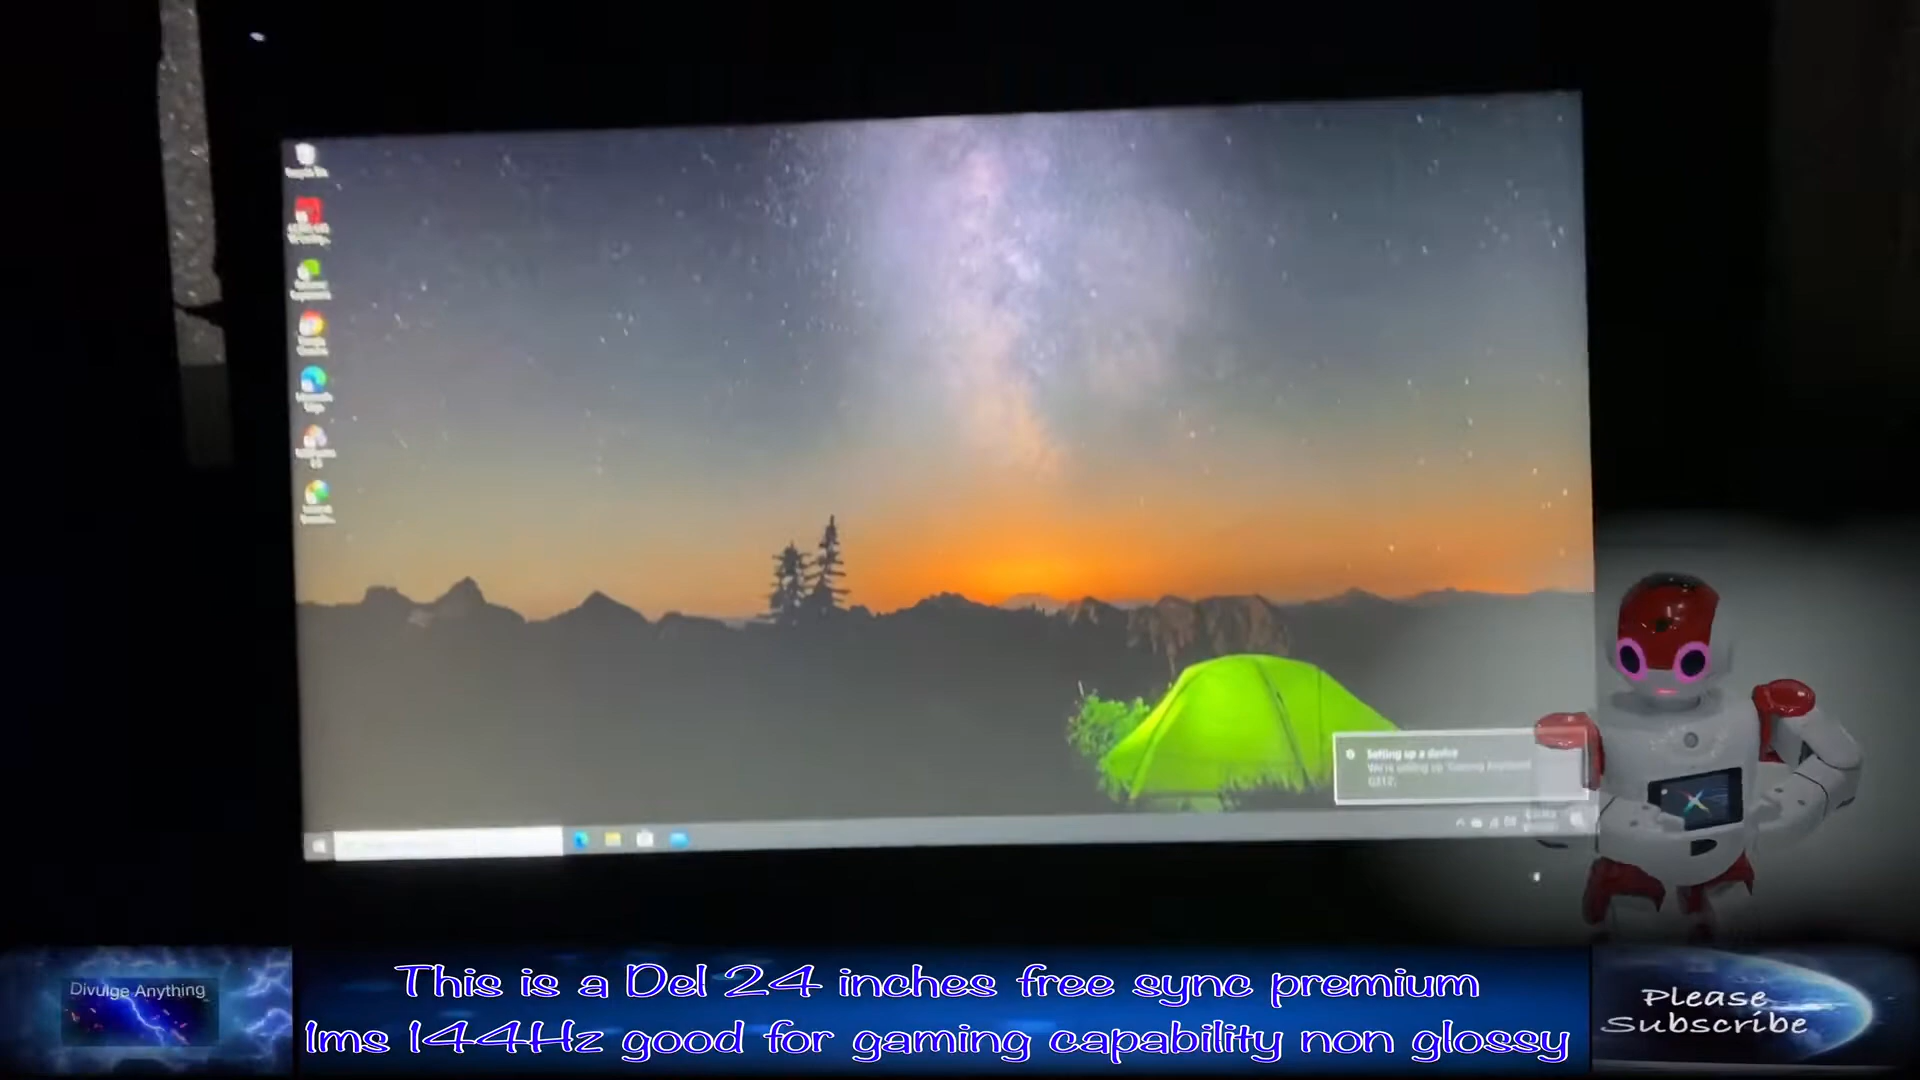 Setting up a device
Divulge Anything
This is a Del 24 inches free sync premium
1ms 144Hz good for gaming capability non glossy
Please
Subscribe